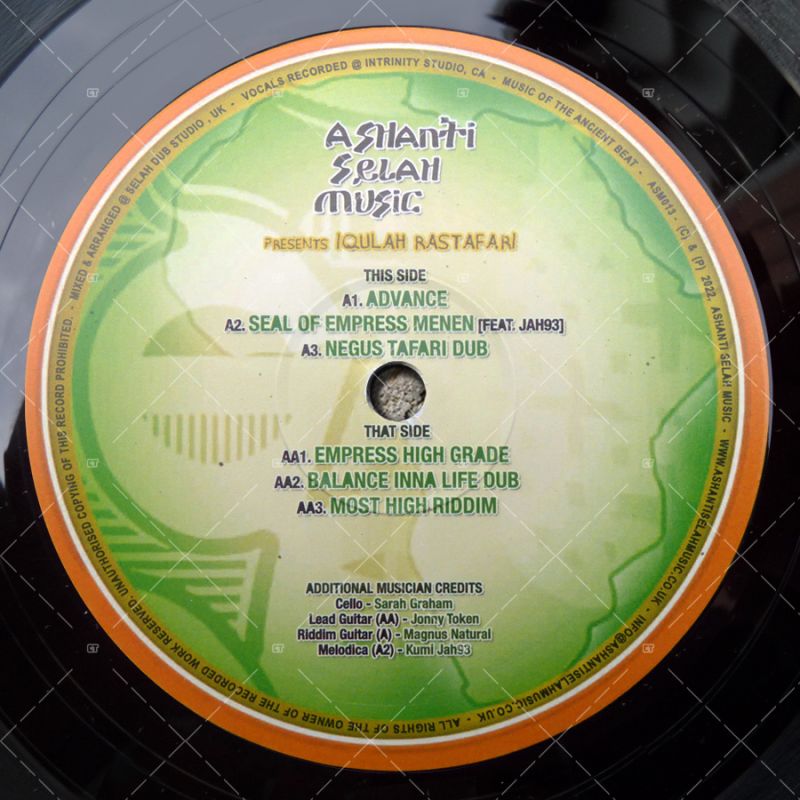 ASHANTI
SELAH
MUSIC
PRESENTS IQULAH RASTAFARI
THIS SIDE
A1. ADVANCE
A2. SEAL OF EMPRESS MENEN [FEAT. JAH93]
A3. NEGUS TAFARI DUB
THAT SIDE
AA1. EMPRESS HIGH GRADE
AA2. BALANCE INNA LIFE DUB
AA3. MOST HIGH RIDDIM
ADDITIONAL MUSICIAN CREDITS
Cello - Sarah Graham
Lead Guitar (AA) - Jonny Token
Riddim Guitar (A) - Magnus Natural
Melodica (A2) - Kumi Jah93
MIXED & ARRANGED @ SELAH DUB STUDIO, UK - VOCALS RECORDED @ INTRINITY STUDIO, CA - MUSIC OF THE ANCIENT BEAT - ASM013 - (C) & (P) 2022, ASHANTI SELAH MUSIC - WWW.ASHANTISELAHMUSIC.CO.UK - INFO@ASHANTISELAHMUSIC.CO.UK - ALL RIGHTS OF THE OWNER OF THE RECORDED WORK RESERVED. UNAUTHORISED COPYING OF THIS RECORD PROHIBITED. -